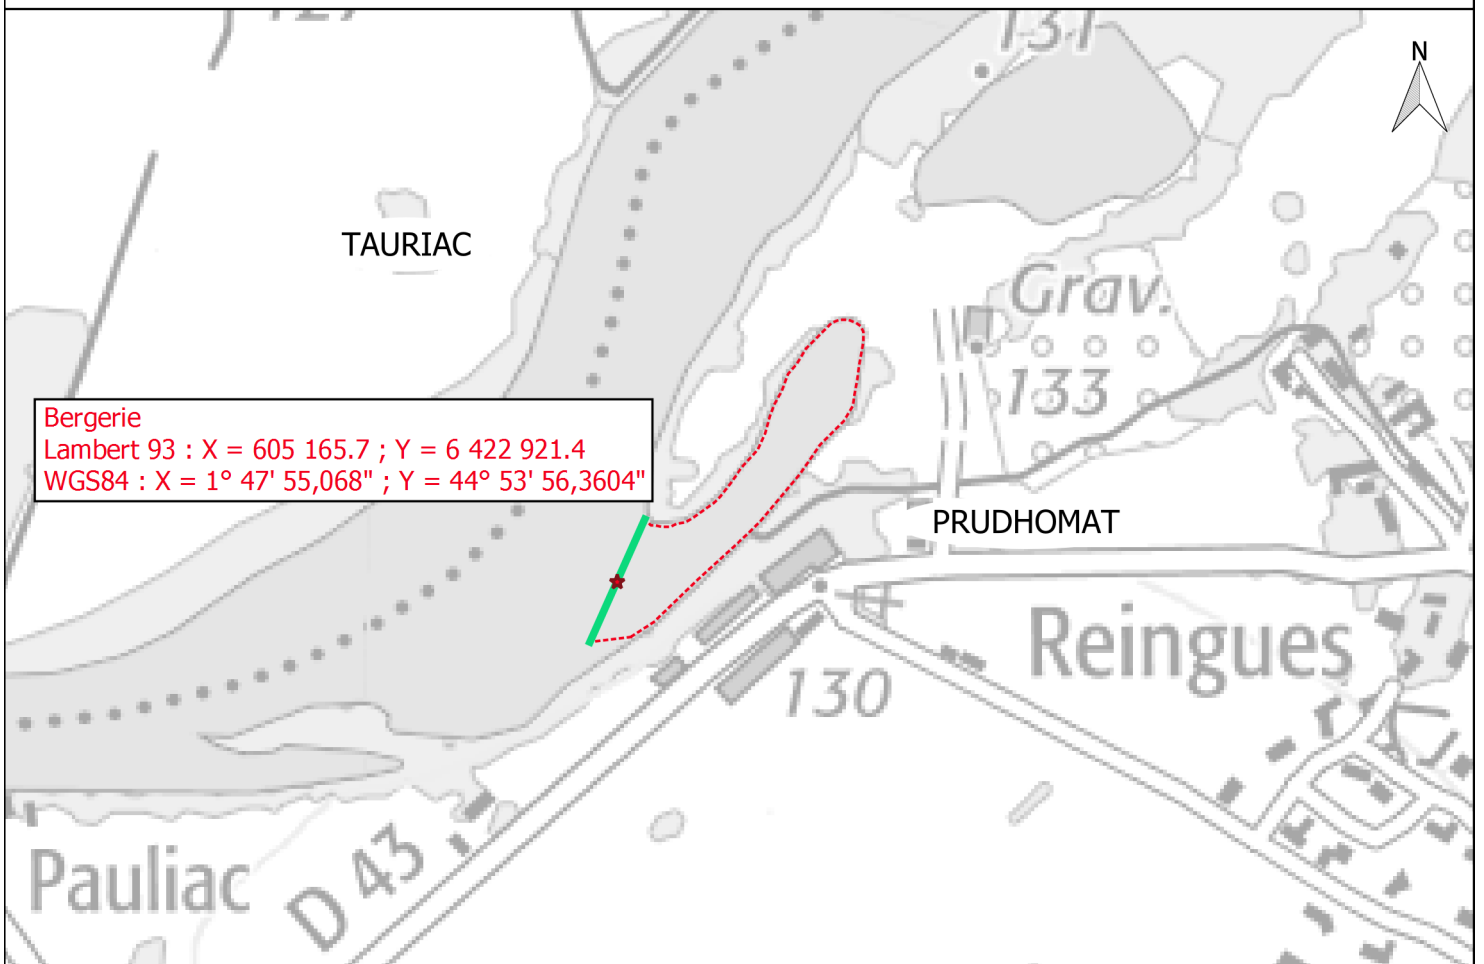 127
131
N
TAURIAC
Grav.
133
Bergerie
Lambert 93 : X = 605 165.7 ; Y = 6 422 921.4
WGS84 : X = 1° 47' 55,068" ; Y = 44° 53' 56,3604"
PRUDHOMAT
Reingues
130
Pauliac
D 43